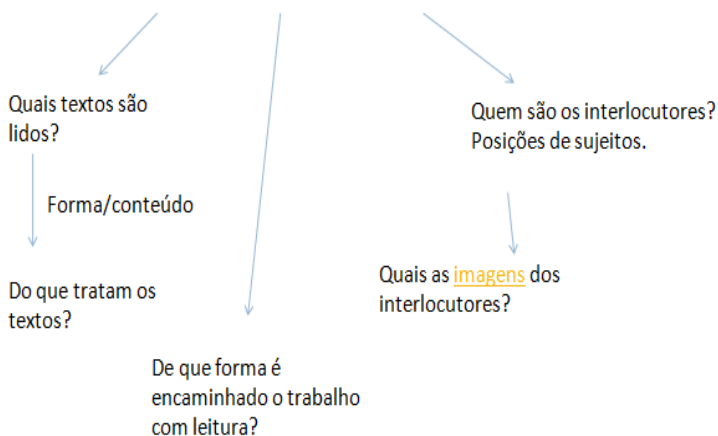 Quais textos são
lidos?
Forma/conteúdo
Do que tratam os
textos?
De que forma é
encaminhado o trabalho
com leitura?
Quem são os interlocutores?
Posições de sujeitos.
Quais as imagens dos
interlocutores?